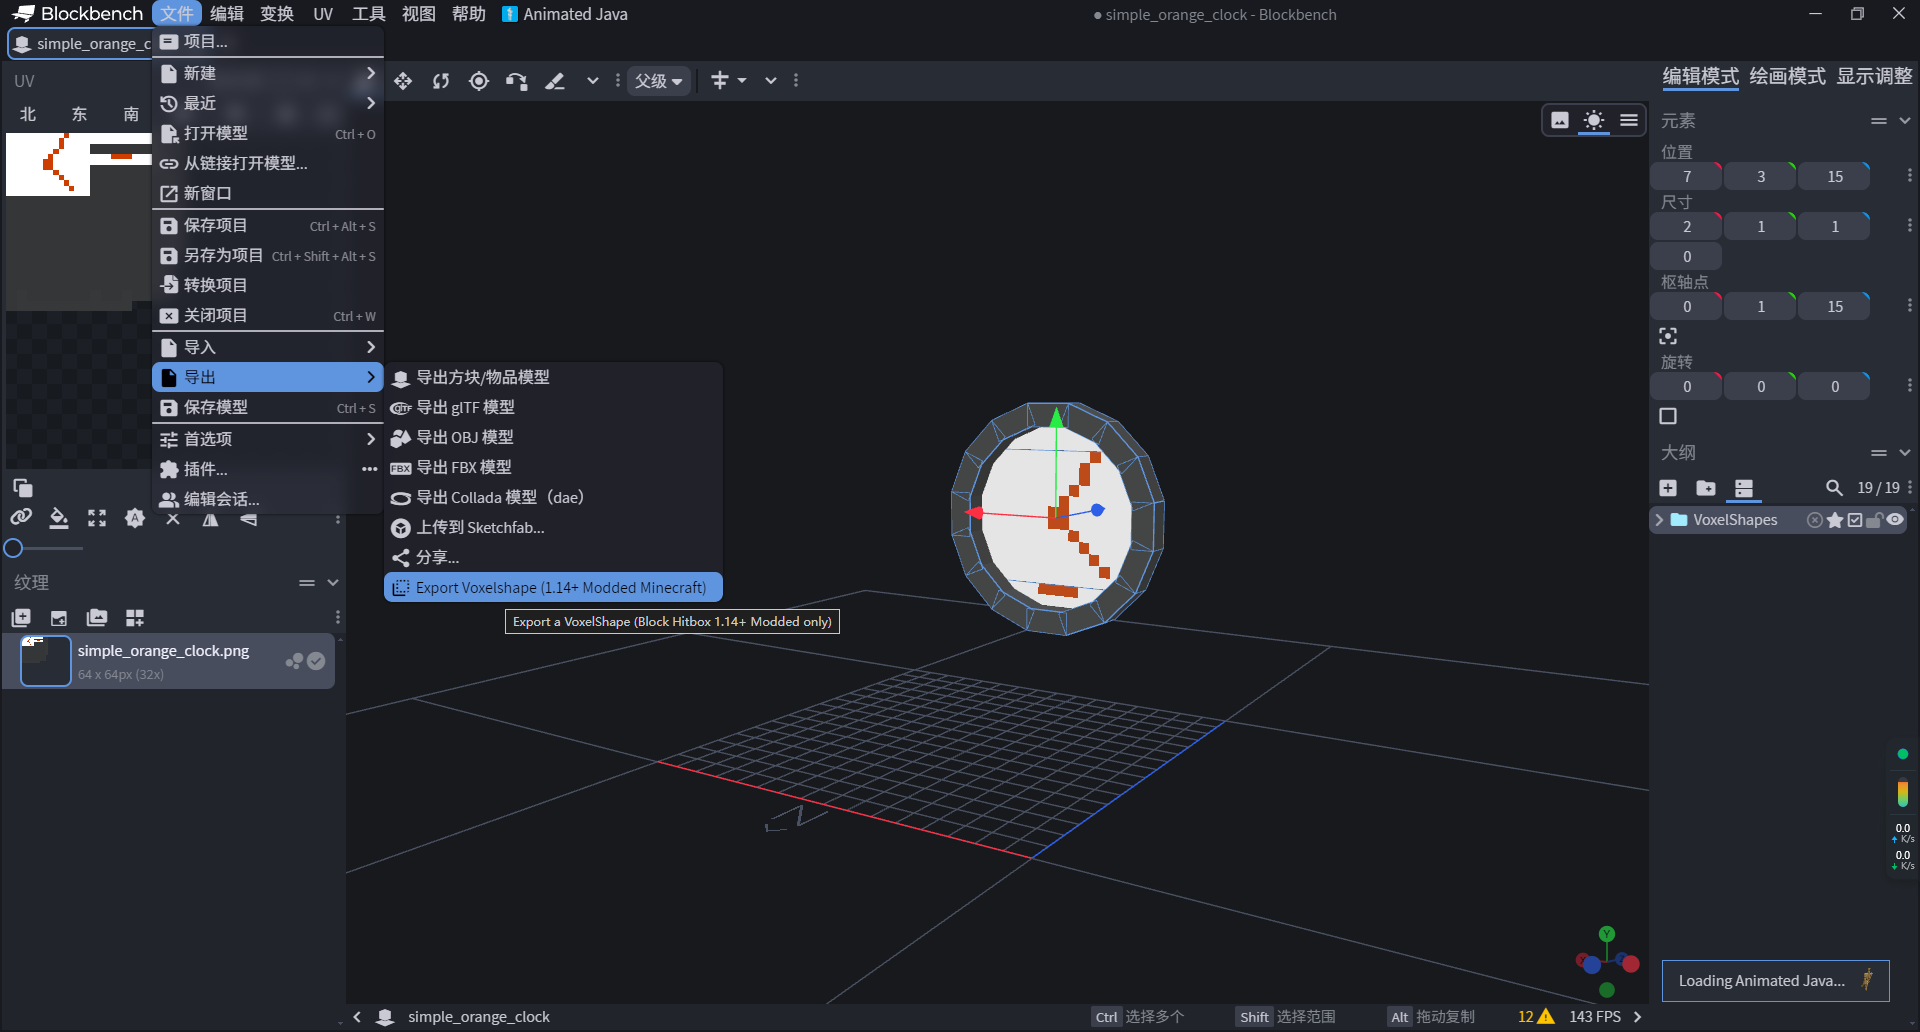 Blockbench 文件 编辑 变换 UV 工具 视图 帮助 Animated Java
simple_orange_clock - Blockbench
simple_orange_c
项目...
新建
最近
打开模型 Ctrl + O
从链接打开模型...
新窗口
保存项目 Ctrl + Alt + S
另存为项目 Ctrl + Shift + Alt + S
转换项目
关闭项目 Ctrl + W
导入
导出
保存模型 Ctrl + S
首选项
插件...
编辑会话...
导出方块/物品模型
导出 glTF 模型
导出 OBJ 模型
FBX 导出 FBX 模型
导出 Collada 模型（dae）
上传到 Sketchfab...
分享...
Export Voxelshape (1.14+ Modded Minecraft)
Export a VoxelShape (Block Hitbox 1.14+ Modded only)
UV
北 东 南
纹理
simple_orange_clock.png
64 x 64px (32x)
父级
编辑模式 绘画模式 显示调整
元素
位置
7 3 15
尺寸
2 1 1
0
枢轴点
0 1 15
旋转
0 0 0
大纲
19 / 19
VoxelShapes
0.0
K/s
0.0
K/s
Y
Loading Animated Java...
simple_orange_clock
Ctrl 选择多个 Shift 选择范围 Alt 拖动复制 12 143 FPS